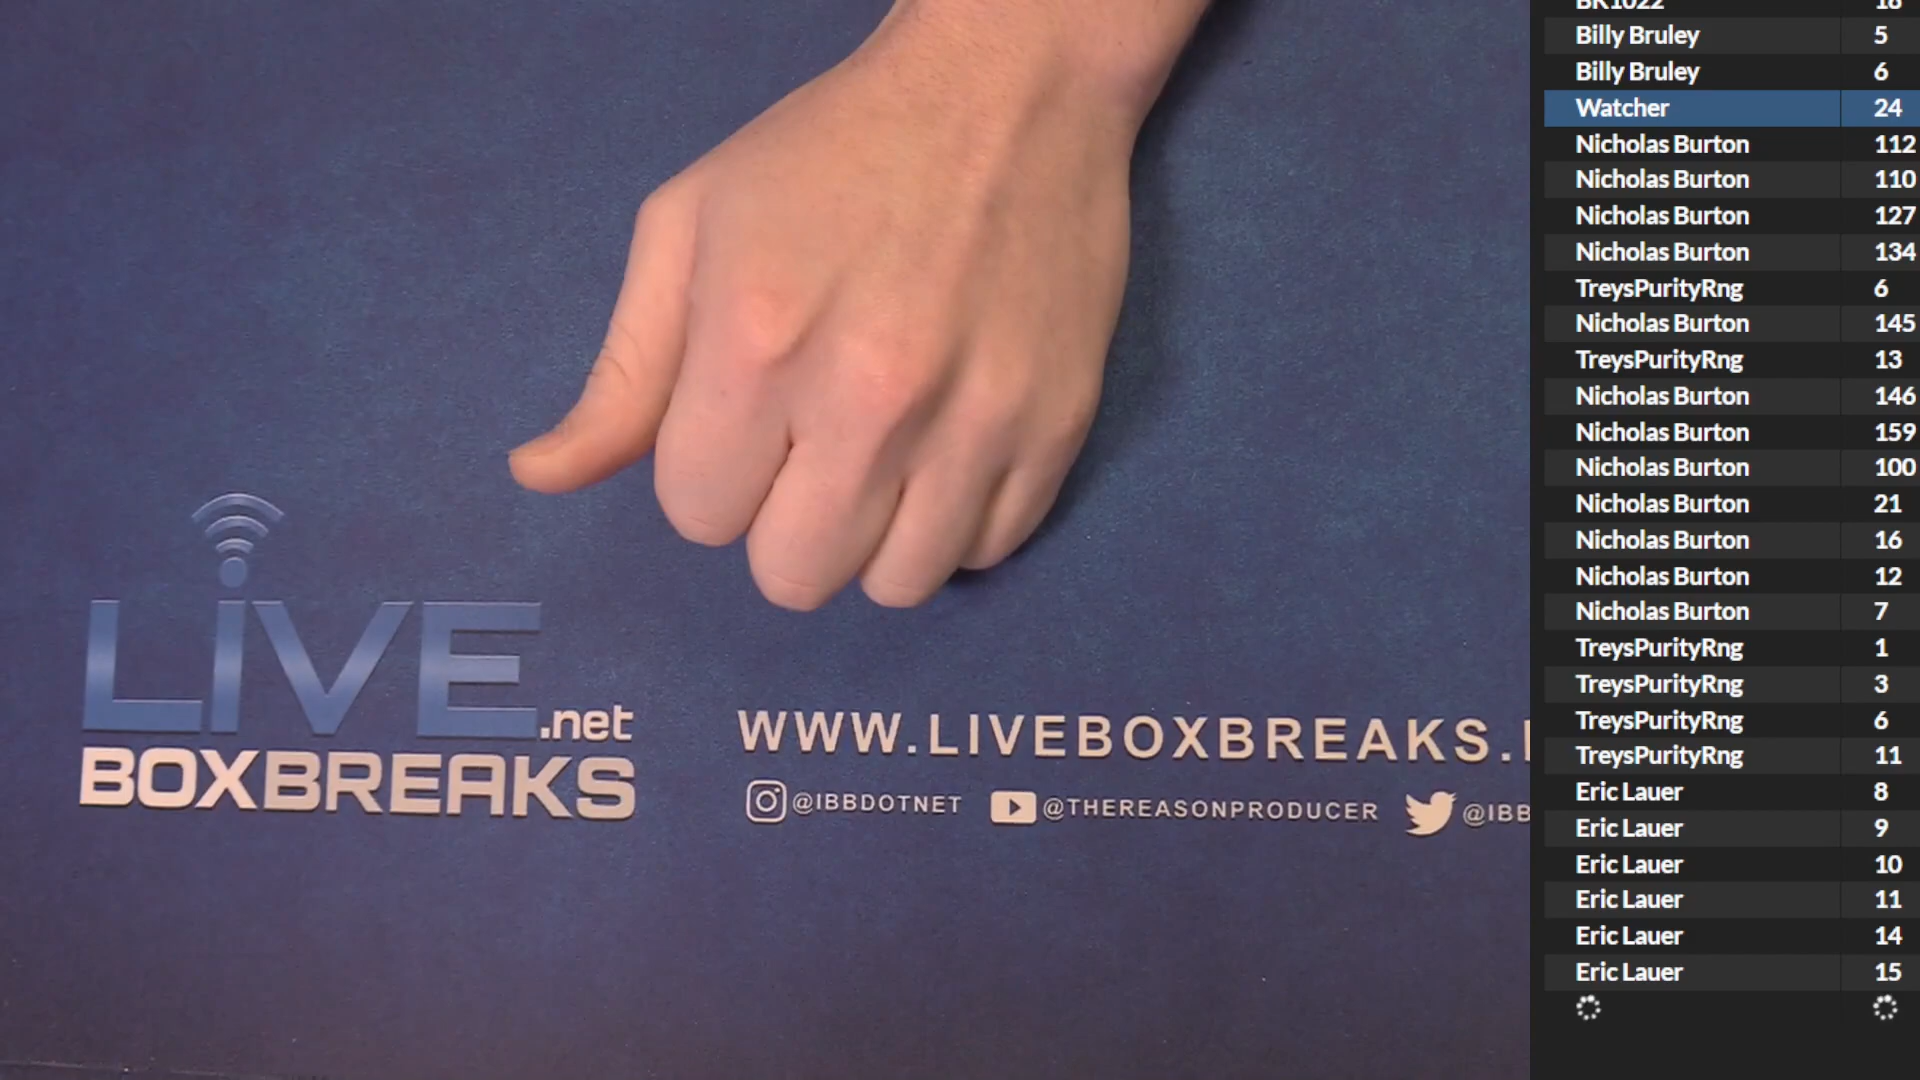 BR1022 18
Billy Bruley 5
Billy Bruley 6
Watcher 24
Nicholas Burton 112
Nicholas Burton 110
Nicholas Burton 127
Nicholas Burton 134
TreysPurityRng 6
Nicholas Burton 145
TreysPurityRng 13
Nicholas Burton 146
Nicholas Burton 159
Nicholas Burton 100
Nicholas Burton 21
Nicholas Burton 16
Nicholas Burton 12
Nicholas Burton 7
TreysPurityRng 1
TreysPurityRng 3
TreysPurityRng 6
TreysPurityRng 11
Eric Lauer 8
Eric Lauer 9
Eric Lauer 10
Eric Lauer 11
Eric Lauer 14
Eric Lauer 15
LIVE.net
BOXBREAKS
WWW.LIVEBOXBREAKS.
@IBBDOTNET @THEREASONPRODUCER @IBB